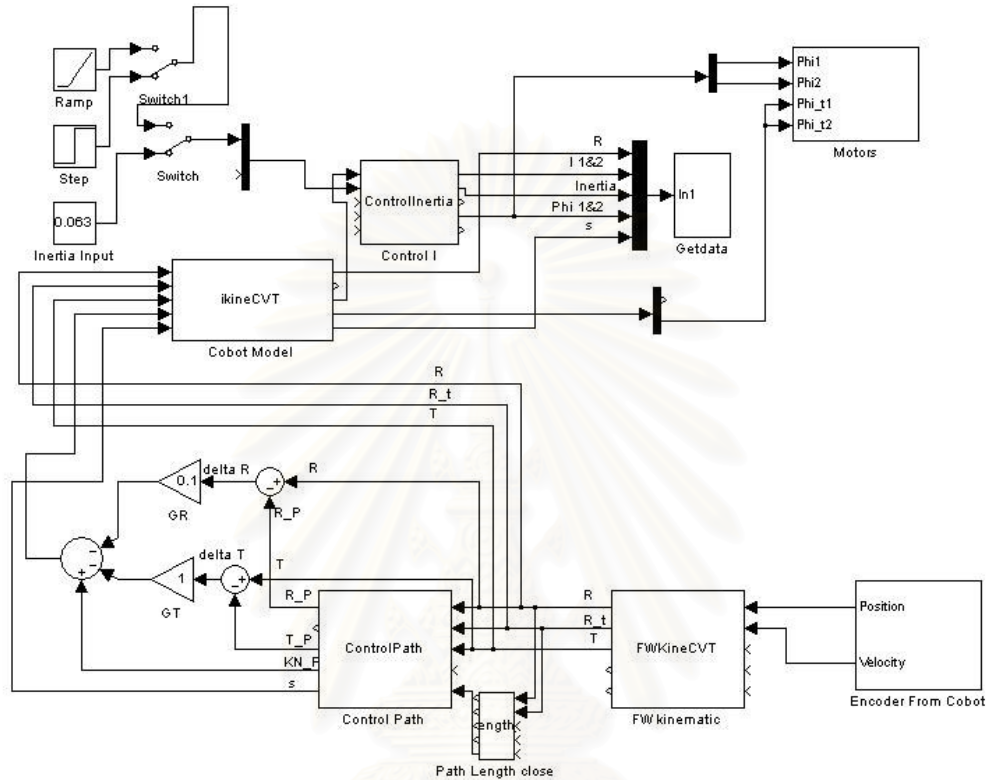 Ramp
Switch1
Step
Switch
0.063
Inertia Input
ControlInertia
Control I
R
I 1&2
Inertia
Phi 1&2
s
In1
Getdata
Phi1
Phi2
Phi_t1
Phi_t2
Motors
ikineCVT
Cobot Model
R
R_t
T
delta R
R
0.1
GR
R_P
delta T
T
1
GT
R_P
T_P
KN_P
s
ControlPath
Control Path
R
R_t
T
FWKineCVT
FW kinematic
Position
Velocity
Encoder From Cobot
ength
Path Length close